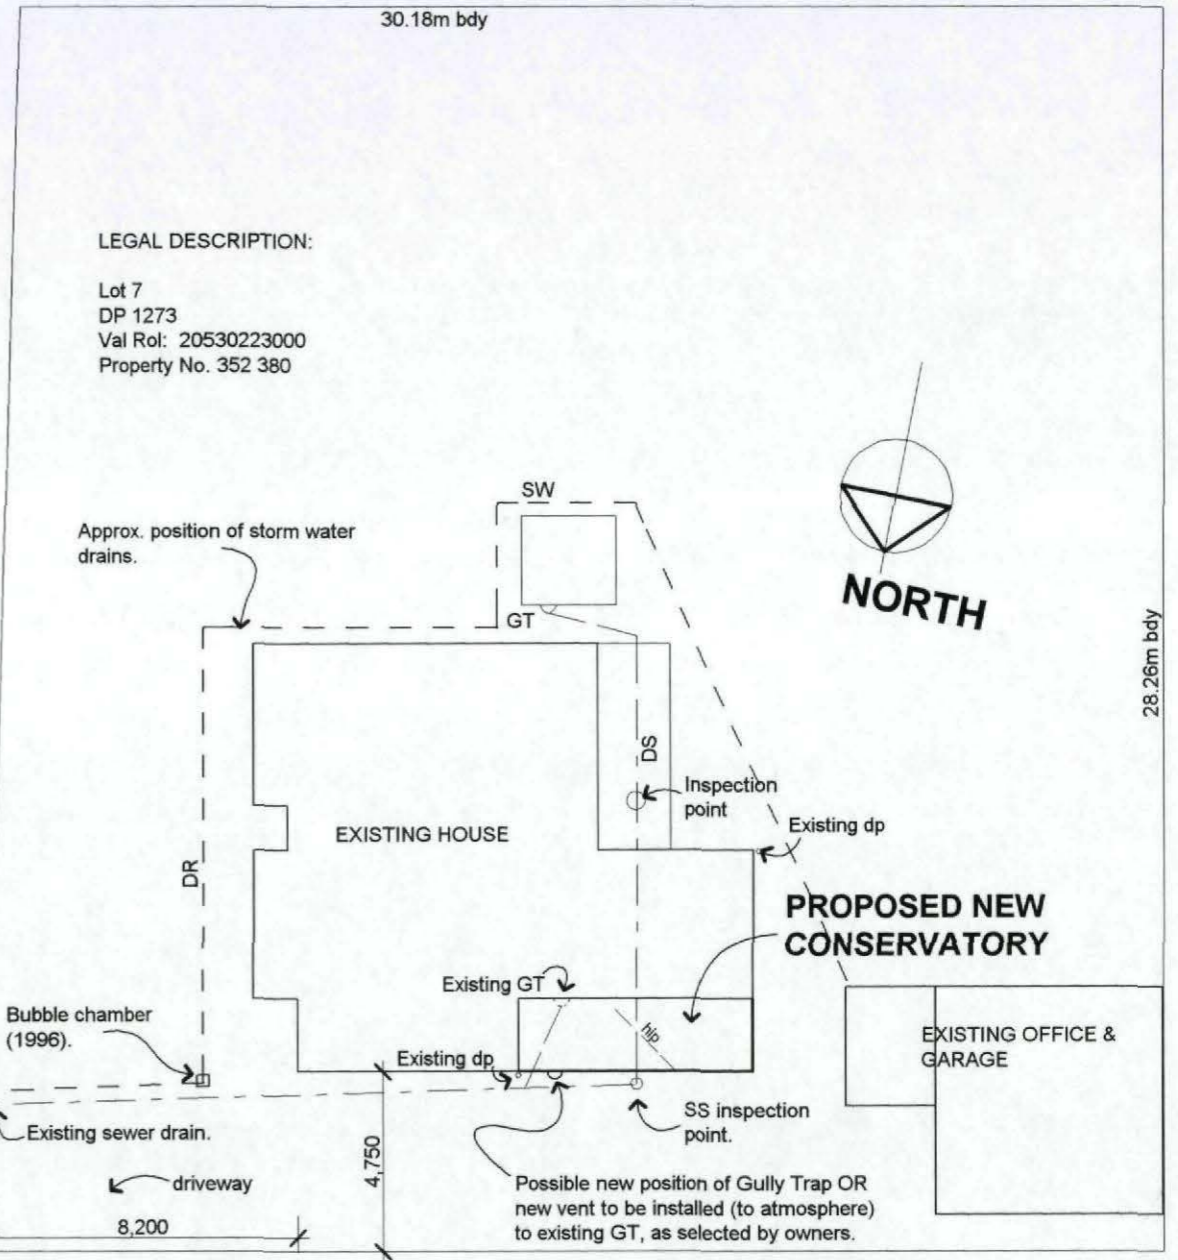 30.18m bdy
LEGAL DESCRIPTION:
Lot 7
DP 1273
Val Rol: 20530223000
Property No. 352 380
SW
Approx. position of storm water
drains.
GT
NORTH
28.26m bdy
DS
Inspection
point
Existing dp
EXISTING HOUSE
DR
PROPOSED NEW
CONSERVATORY
Existing GT
Bubble chamber
(1996).
hlp
EXISTING OFFICE &
GARAGE
Existing dp
SS inspection
point.
Existing sewer drain.
4,750
driveway
Possible new position of Gully Trap OR
new vent to be installed (to atmosphere)
to existing GT, as selected by owners.
8,200